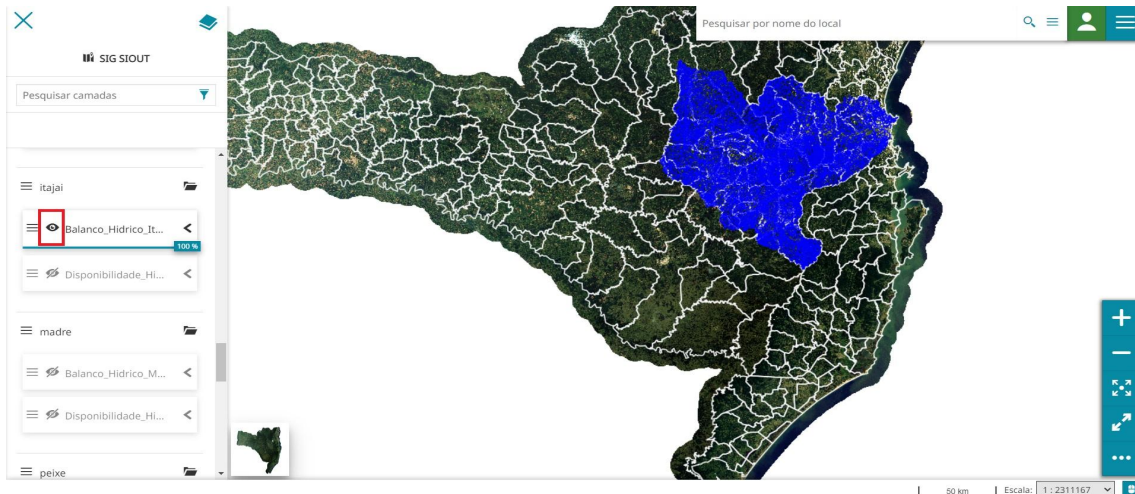 SIG SIOUT
Pesquisar camadas
itajai
Balanco_Hidrico_It...
100 %
Disponibilidade_Hi...
madre
Balanco_Hidrico_M...
Disponibilidade_Hi...
peixe
Pesquisar por nome do local
50 km
Escala: 1 : 2311167